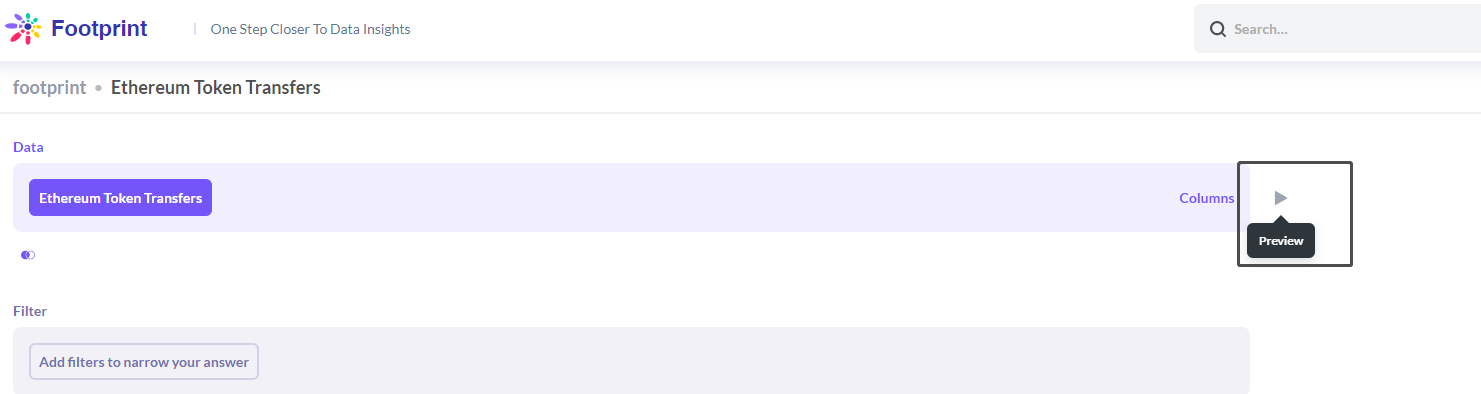 Footprint
One Step Closer To Data Insights
Search...
footprint • Ethereum Token Transfers
Data
Ethereum Token Transfers
Columns
Preview
Filter
Add filters to narrow your answer